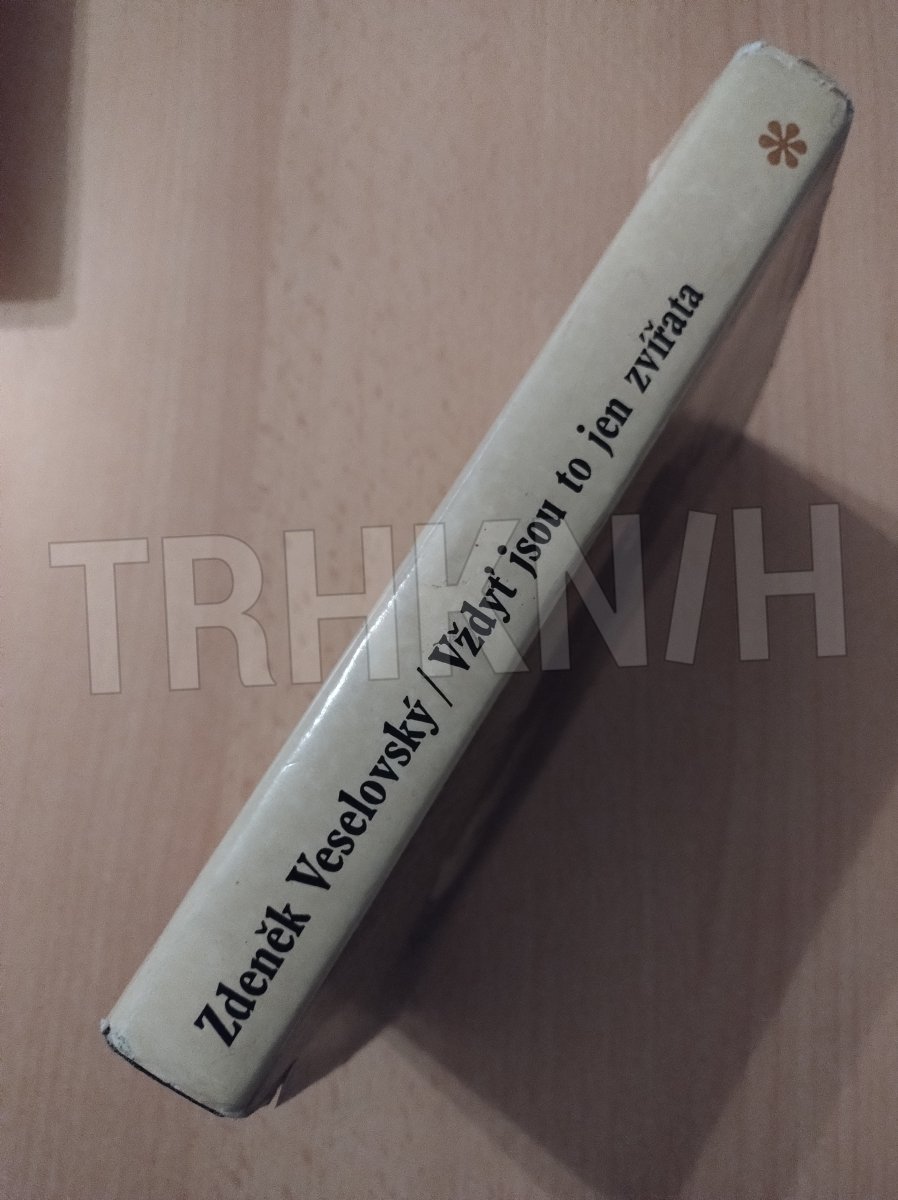 Zdeněk Veselovský / Vždyť jsou to jen zvířata
TRHKNIH